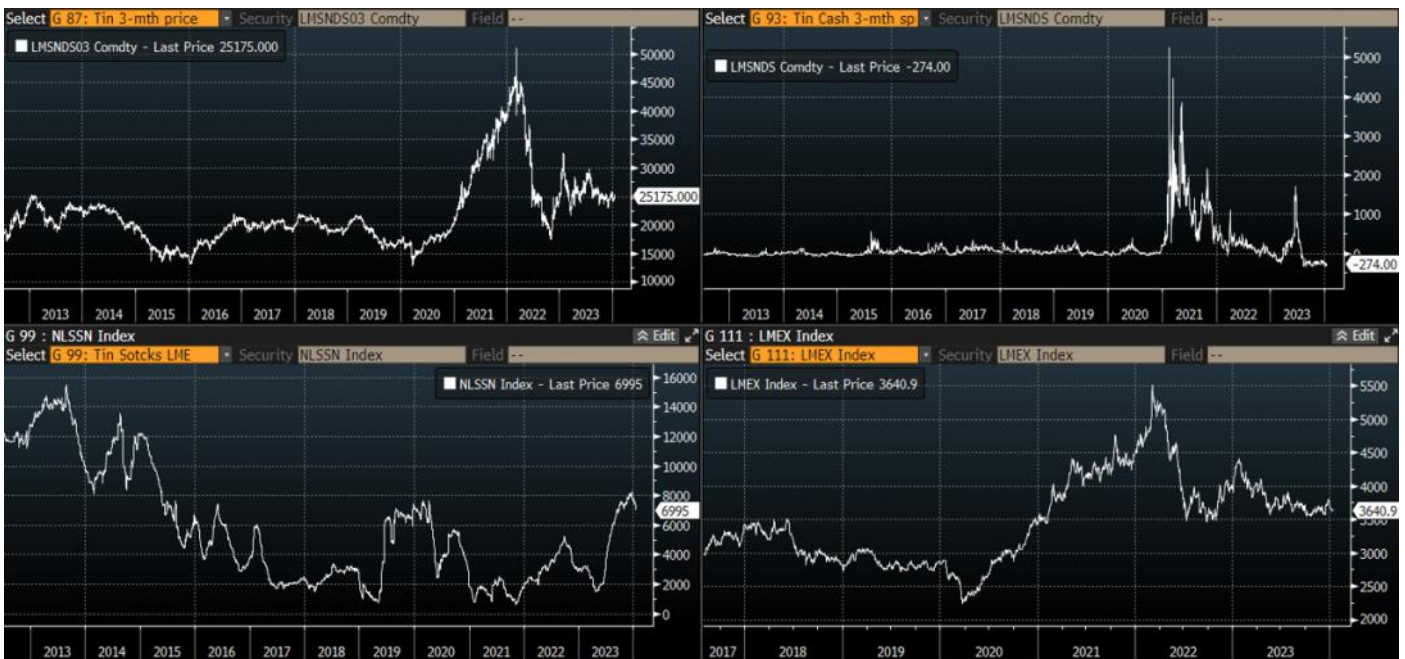 Select G 87: Tin 3-mth price Security LMSNDS03 Comdty Field --
LMSNDS03 Comdty - Last Price 25175.000
50000
45000
40000
35000
30000
25175.000
20000
15000
10000
2013 2014 2015 2016 2017 2018 2019 2020 2021 2022 2023
Select G 93: Tin Cash 3-mth sp Security LMSNDS Comdty Field --
LMSNDS Comdty - Last Price -274.00
5000
4000
3000
2000
1000
0
-274.00
2013 2014 2015 2016 2017 2018 2019 2020 2021 2022 2023
G 99 : NLSSN Index Edit
Select G 99: Tin Sotcks LME Security NLSSN Index Field --
NLSSN Index - Last Price 6995
16000
14000
12000
10000
8000
6995
6000
4000
2000
0
2013 2014 2015 2016 2017 2018 2019 2020 2021 2022 2023
G 111 : LMEX Index Edit
Select G 111: LMEX Index Security LMEX Index Field --
LMEX Index - Last Price 3640.9
5500
5000
4500
4000
3640.9
3500
3000
2500
2000
2017 2018 2019 2020 2021 2022 2023